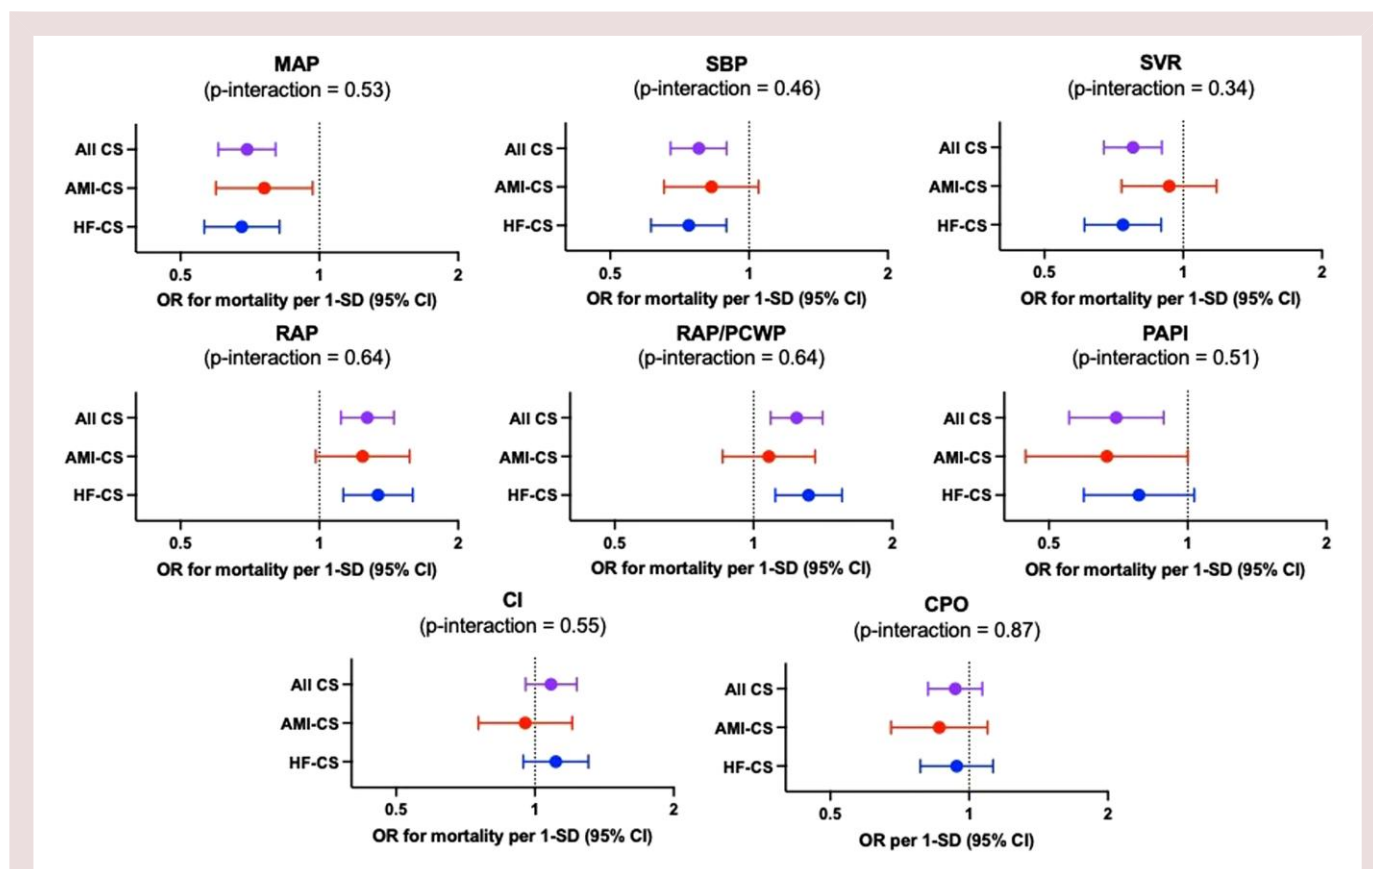 MAP
(p-interaction = 0.53)
All CS
AMI-CS
HF-CS
0.5 1 2
OR for mortality per 1-SD (95% CI)
SBP
(p-interaction = 0.46)
All CS
AMI-CS
HF-CS
0.5 1 2
OR for mortality per 1-SD (95% CI)
SVR
(p-interaction = 0.34)
All CS
AMI-CS
HF-CS
0.5 1 2
OR for mortality per 1-SD (95% CI)
RAP
(p-interaction = 0.64)
All CS
AMI-CS
HF-CS
0.5 1 2
OR for mortality per 1-SD (95% CI)
RAP/PCWP
(p-interaction = 0.64)
All CS
AMI-CS
HF-CS
0.5 1 2
OR for mortality per 1-SD (95% CI)
PAPI
(p-interaction = 0.51)
All CS
AMI-CS
HF-CS
0.5 1 2
OR for mortality per 1-SD (95% CI)
CI
(p-interaction = 0.55)
All CS
AMI-CS
HF-CS
0.5 1 2
OR for mortality per 1-SD (95% CI)
CPO
(p-interaction = 0.87)
All CS
AMI-CS
HF-CS
0.5 1 2
OR per 1-SD (95% CI)